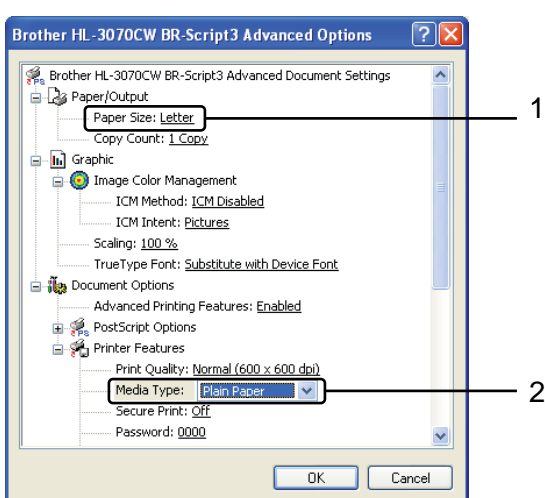 Brother HL-3070CW BR-Script3 Advanced Options
Brother HL-3070CW BR-Script3 Advanced Document Settings
Paper/Output
Paper Size: Letter
1
Copy Count: 1 Copy
Graphic
Image Color Management
ICM Method: ICM Disabled
ICM Intent: Pictures
Scaling: 100 %
TrueType Font: Substitute with Device Font
Document Options
Advanced Printing Features: Enabled
PostScript Options
Printer Features
Print Quality: Normal (600 x 600 dpi)
Media Type: Plain Paper
2
Secure Print: Off
Password: 0000
OK Cancel